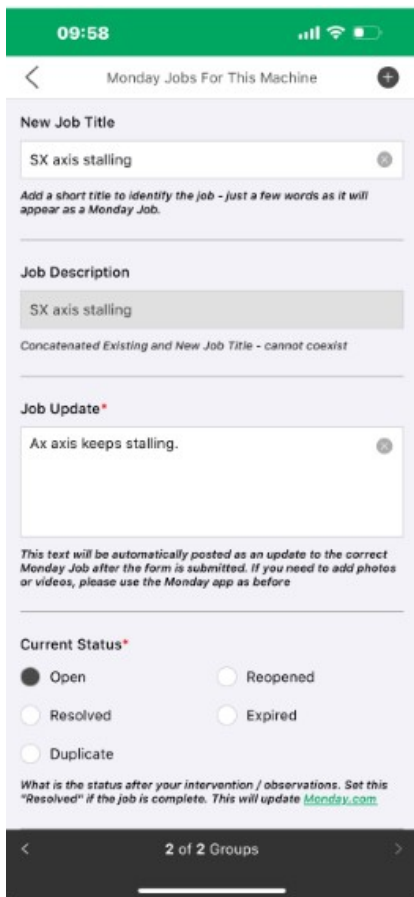 09:58
Monday Jobs For This Machine
New Job Title
SX axis stalling
Add a short title to identify the job - just a few words as it will
appear as a Monday Job.
Job Description
SX axis stalling
Concatenated Existing and New Job Title - cannot coexist
Job Update*
Ax axis keeps stalling.
This text will be automatically posted as an update to the correct
Monday Job after the form is submitted. If you need to add photos
or videos, please use the Monday app as before
Current Status*
Open Reopened
Resolved Expired
Duplicate
What is the status after your intervention / observations. Set this
"Resolved" if the job is complete. This will update Monday.com
2 of 2 Groups